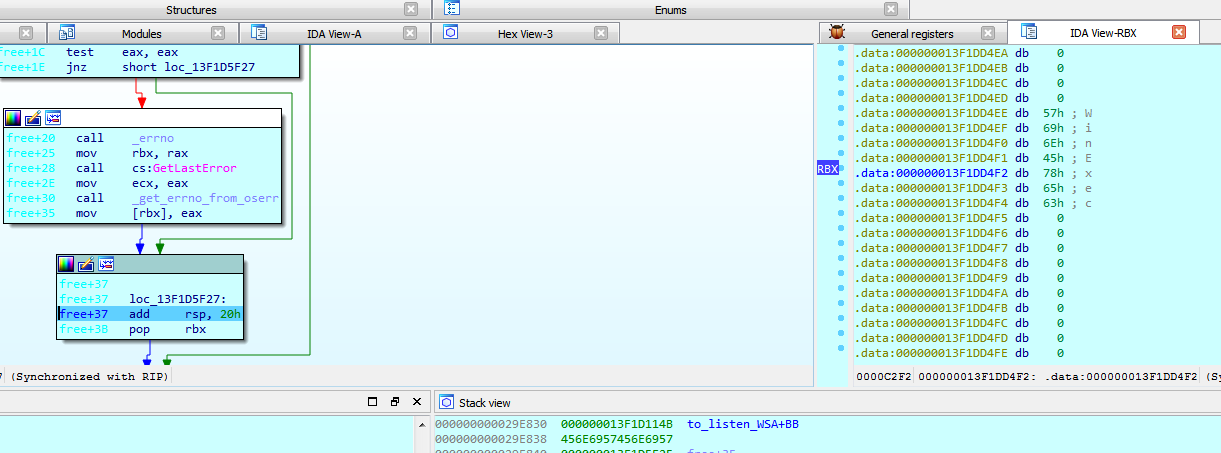 Structures Enums
Modules IDA View-A Hex View-3 General registers IDA View-RBX
free+1C test eax, eax
free+1E jnz short loc_13F1D5F27
free+20 call _errno
free+25 mov rbx, rax
free+28 call cs:GetLastError
free+2E mov ecx, eax
free+30 call _get_errno_from_oserr
free+35 mov [rbx], eax
free+37
free+37 loc_13F1D5F27:
free+37 add rsp, 20h
free+3B pop rbx
(Synchronized with RIP)
RBX
.data:000000013F1DD4EA db 0
.data:000000013F1DD4EB db 0
.data:000000013F1DD4EC db 0
.data:000000013F1DD4ED db 0
.data:000000013F1DD4EE db 57h ; W
.data:000000013F1DD4EF db 69h ; i
.data:000000013F1DD4F0 db 6Eh ; n
.data:000000013F1DD4F1 db 45h ; E
.data:000000013F1DD4F2 db 78h ; x
.data:000000013F1DD4F3 db 65h ; e
.data:000000013F1DD4F4 db 63h ; c
.data:000000013F1DD4F5 db 0
.data:000000013F1DD4F6 db 0
.data:000000013F1DD4F7 db 0
.data:000000013F1DD4F8 db 0
.data:000000013F1DD4F9 db 0
.data:000000013F1DD4FA db 0
.data:000000013F1DD4FB db 0
.data:000000013F1DD4FC db 0
.data:000000013F1DD4FD db 0
.data:000000013F1DD4FE db 0
0000C2F2 000000013F1DD4F2: .data:000000013F1DD4F2
Stack view
000000000029E830 000000013F1D114B to_listen_WSA+BB
000000000029E838 456E6957456E6957